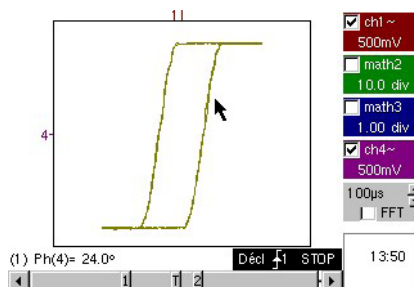 1
ch1~
500mV
math2
10.0 div
math3
1.00 div
4
ch4~
500mV
100µs
FFT
(1) Ph(4)= 24.0° Décl 1 STOP
13:50
1 T 2